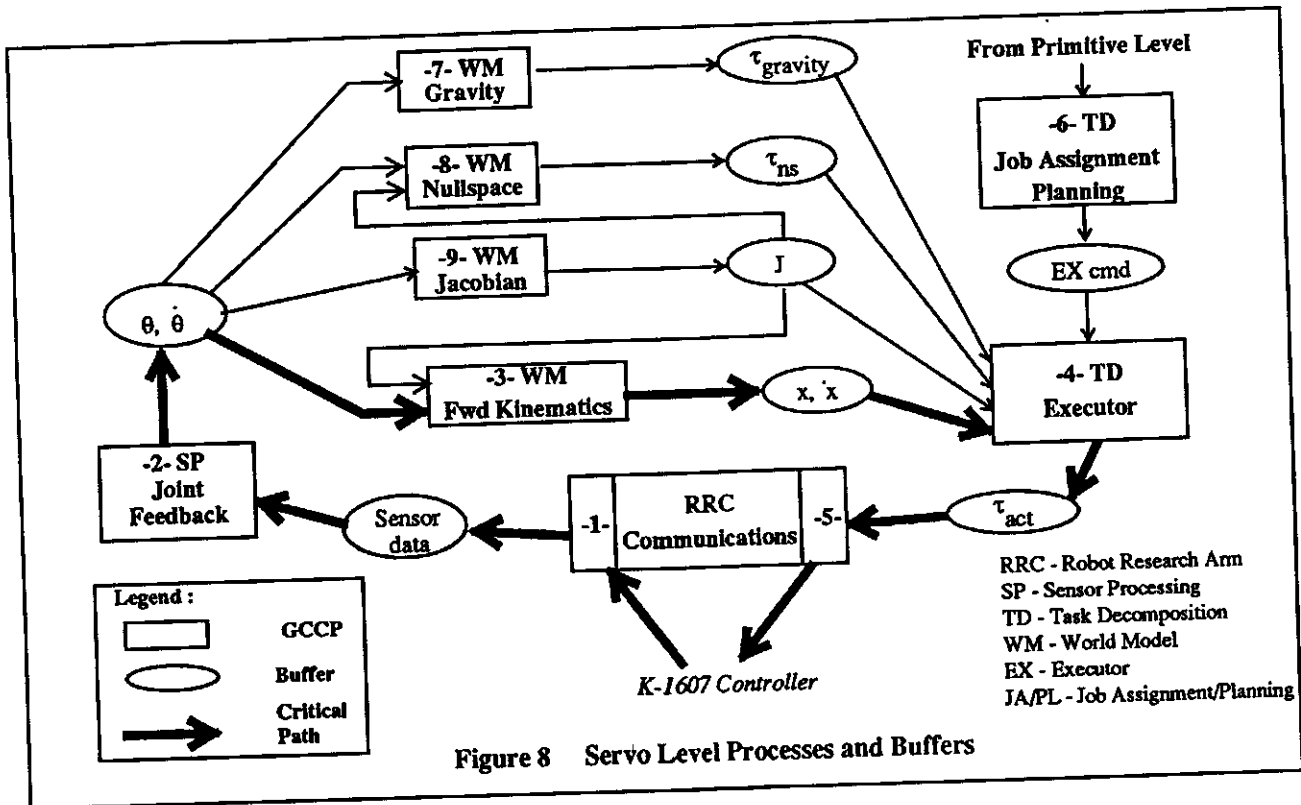 From Primitive Level
-7- WM
Gravity
τgravity
-6- TD
Job Assignment
Planning
-8- WM
Nullspace
τns
-9- WM
Jacobian
J
EX cmd
θ, θ̇
-3- WM
Fwd Kinematics
x, ẋ
-4- TD
Executor
-2- SP
Joint
Feedback
Sensor
data
-1-
RRC
Communications
-5-
τact
K-1607 Controller
RRC - Robot Research Arm
SP - Sensor Processing
TD - Task Decomposition
WM - World Model
EX - Executor
JA/PL - Job Assignment/Planning
Legend :
GCCP
Buffer
Critical
Path
Figure 8 Servo Level Processes and Buffers